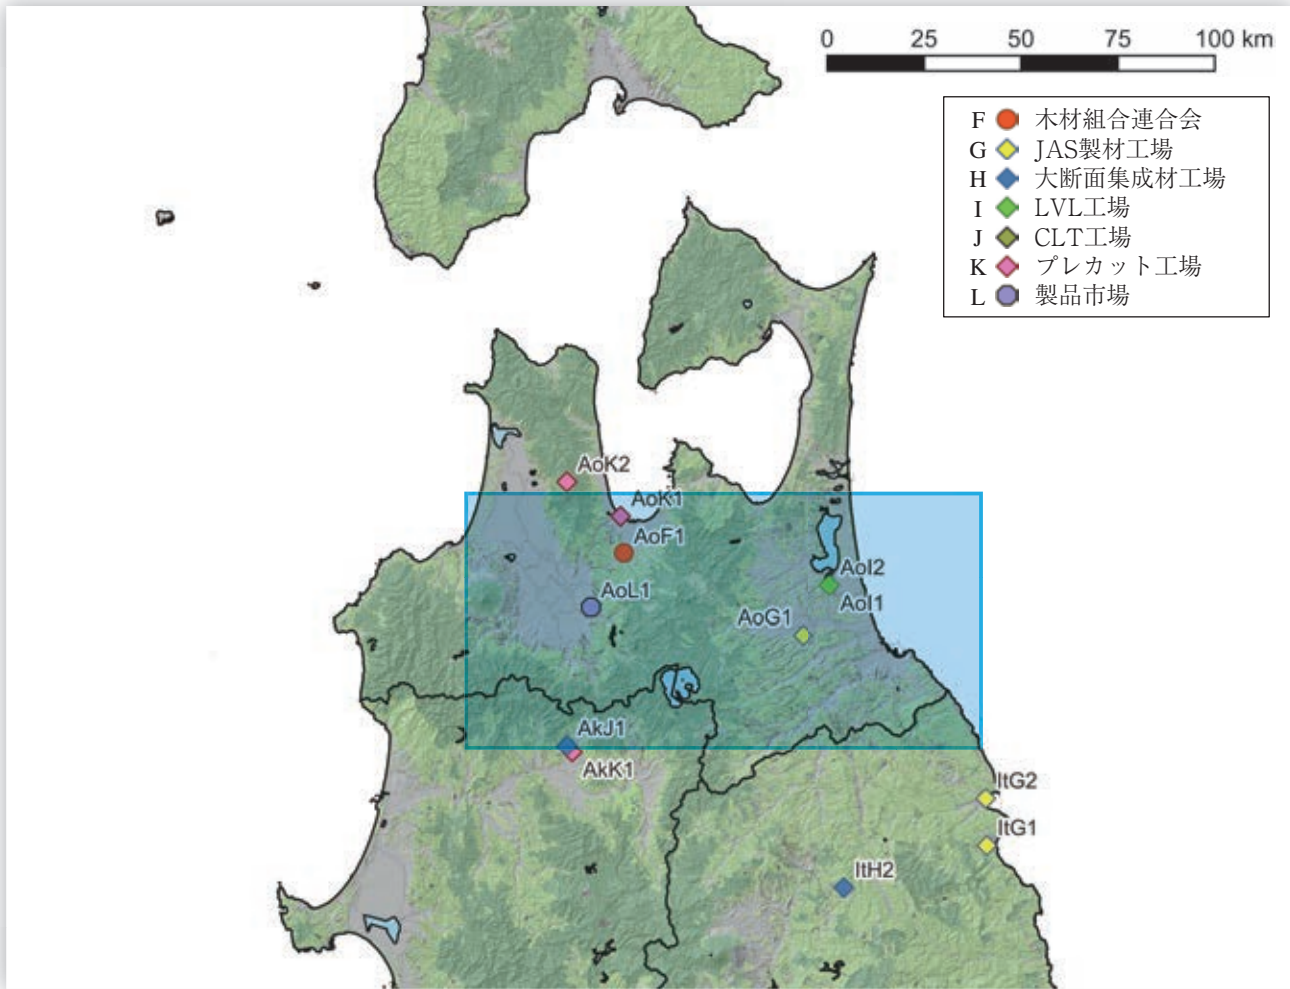 0 25 50 75 100 km
F 木材組合連合会
G JAS製材工場
H 大断面集成材工場
I LVL工場
J CLT工場
K プレカット工場
L 製品市場
AoK2
AoK1
AoF1
AoI2
AoL1
AoI1
AoG1
AkJ1
AkK1
ItG2
ItG1
ItH2